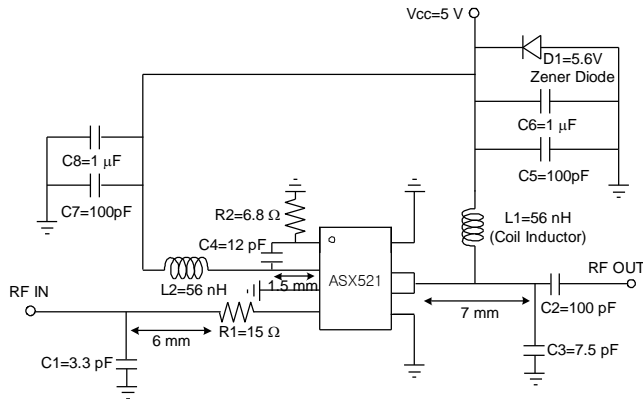 Vcc=5 V
D1=5.6V
Zener Diode
C6=1 μF
C5=100pF
C8=1 μF
C7=100pF
R2=6.8 Ω
L1=56 nH
(Coil Inductor)
C4=12 pF
ASX521
RF OUT
L2=56 nH
1.5 mm
RF IN
C2=100 pF
7 mm
R1=15 Ω
6 mm
C1=3.3 pF
C3=7.5 pF